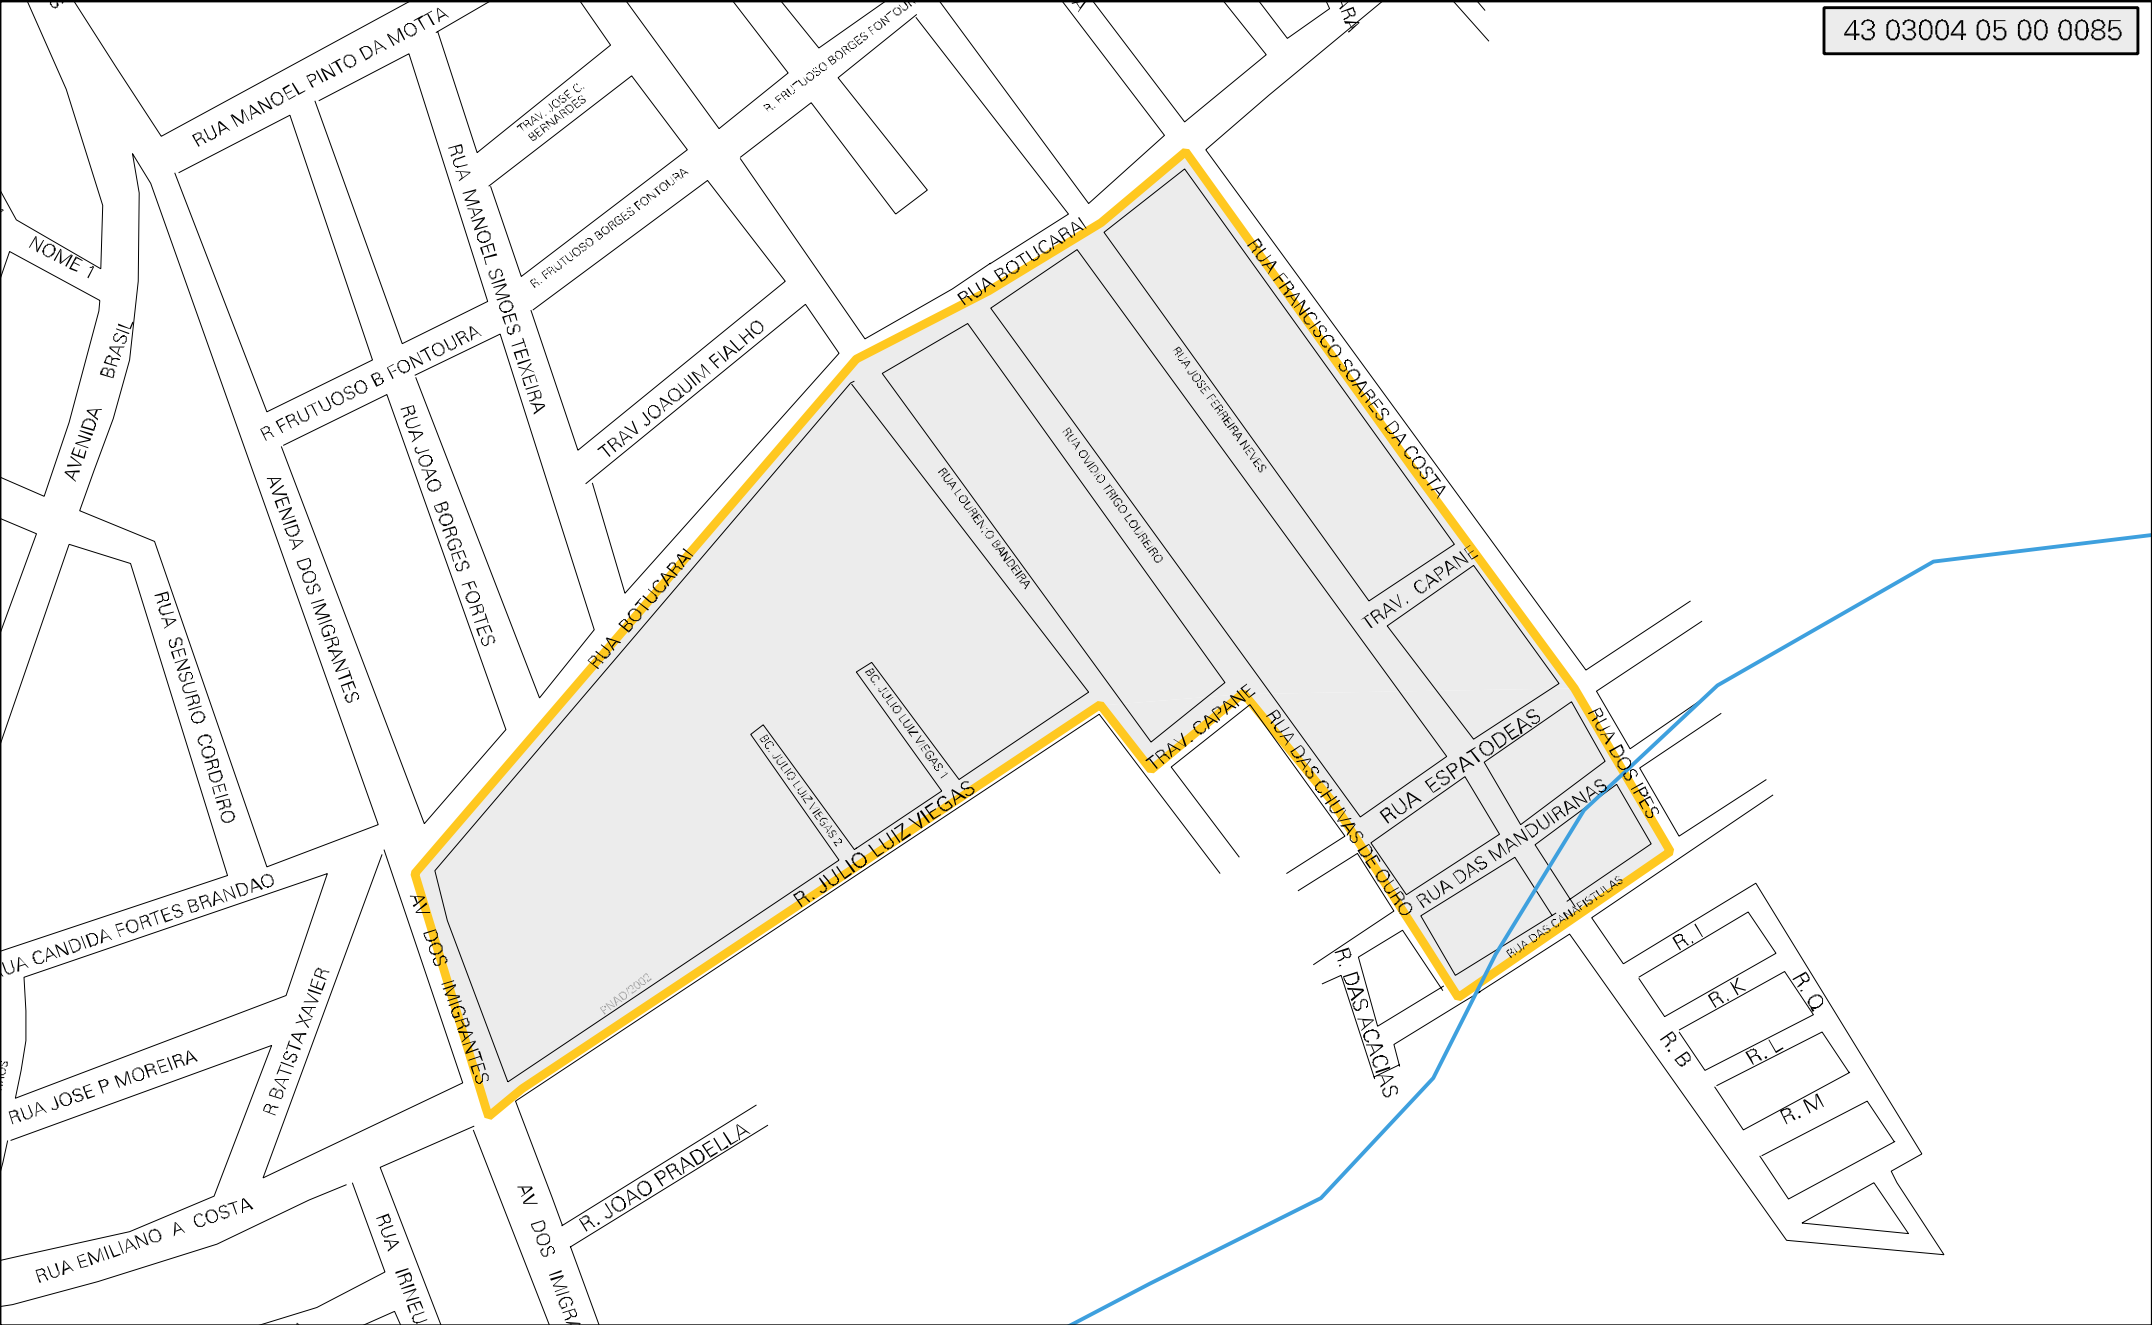 43 03004 05 00 0085
RUA MANOEL PINTO DA MOTTA
TRAV. JOSE C.
BERNARDES
R. FRUTUOSO BORGES FONTOURA
RUA MANOEL SIMOES TEIXEIRA
R. FRUTUOSO BORGES FONTOURA
NOME 1
AVENIDA BRASIL
R FRUTUOSO B FONTOURA
TRAV JOAQUIM FIALHO
RUA BOTUCARAI
RUA FRANCISCO SOARES DA COSTA
RUA JOSE FERREIRA NEVES
RUA OVIDIO TRIGO LOUREIRO
RUA LOURENÇO BANDEIRA
RUA JOAO BORGES FORTES
AVENIDA DOS IMIGRANTES
RUA SENSURIO CORDEIRO
RUA BOTUCARAI
TRAV. CAPANE
TRAV. CAPANE
BC. JULIO LUIZ VIEGAS 1
BC. JULIO LUIZ VIEGAS 2
R. JULIO LUIZ VIEGAS
RUA DAS CHUVAS DE OURO
RUA ESPATODEAS
RUA DOS IPES
RUA DAS MANDUIRANAS
RUA DAS CANAFISTULAS
RUA CANDIDA FORTES BRANDAO
AV DOS IMIGRANTES
PNAD/2002
R BATISTA XAVIER
RUA JOSE P MOREIRA
R. DAS ACACIAS
R. I
R. K
R. Q
R. L
R. B
R. M
R. JOAO PRADELLA
RUA EMILIANO A COSTA
RUA IRINEU
AV DOS IMIGRA